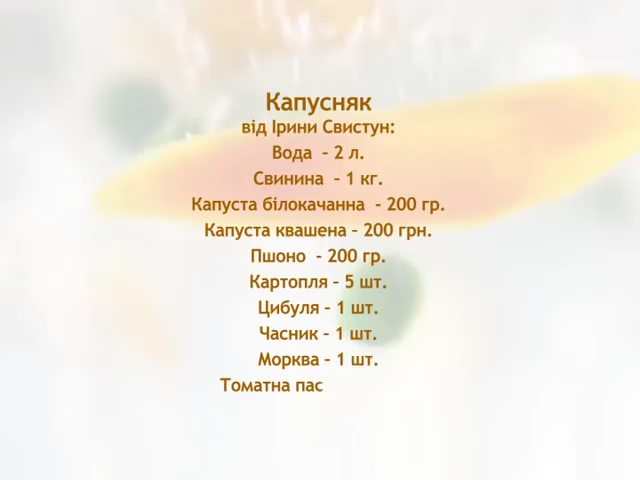 Капусняк
від Ірини Свистун:
Вода - 2 л.
Свинина - 1 кг.
Капуста білокачанна - 200 гр.
Капуста квашена – 200 грн.
Пшоно - 200 гр.
Картопля – 5 шт.
Цибуля – 1 шт.
Часник – 1 шт.
Морква – 1 шт.
Томатна пас